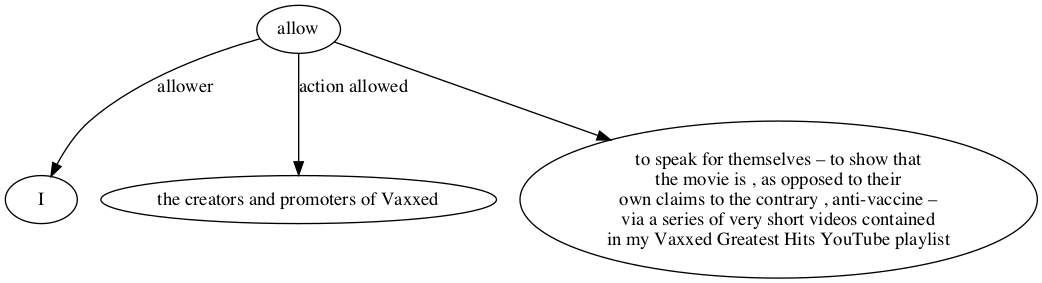 allow
allower
action allowed
I
the creators and promoters of Vaxxed
to speak for themselves – to show that
the movie is , as opposed to their
own claims to the contrary , anti-vaccine –
via a series of very short videos contained
in my Vaxxed Greatest Hits YouTube playlist